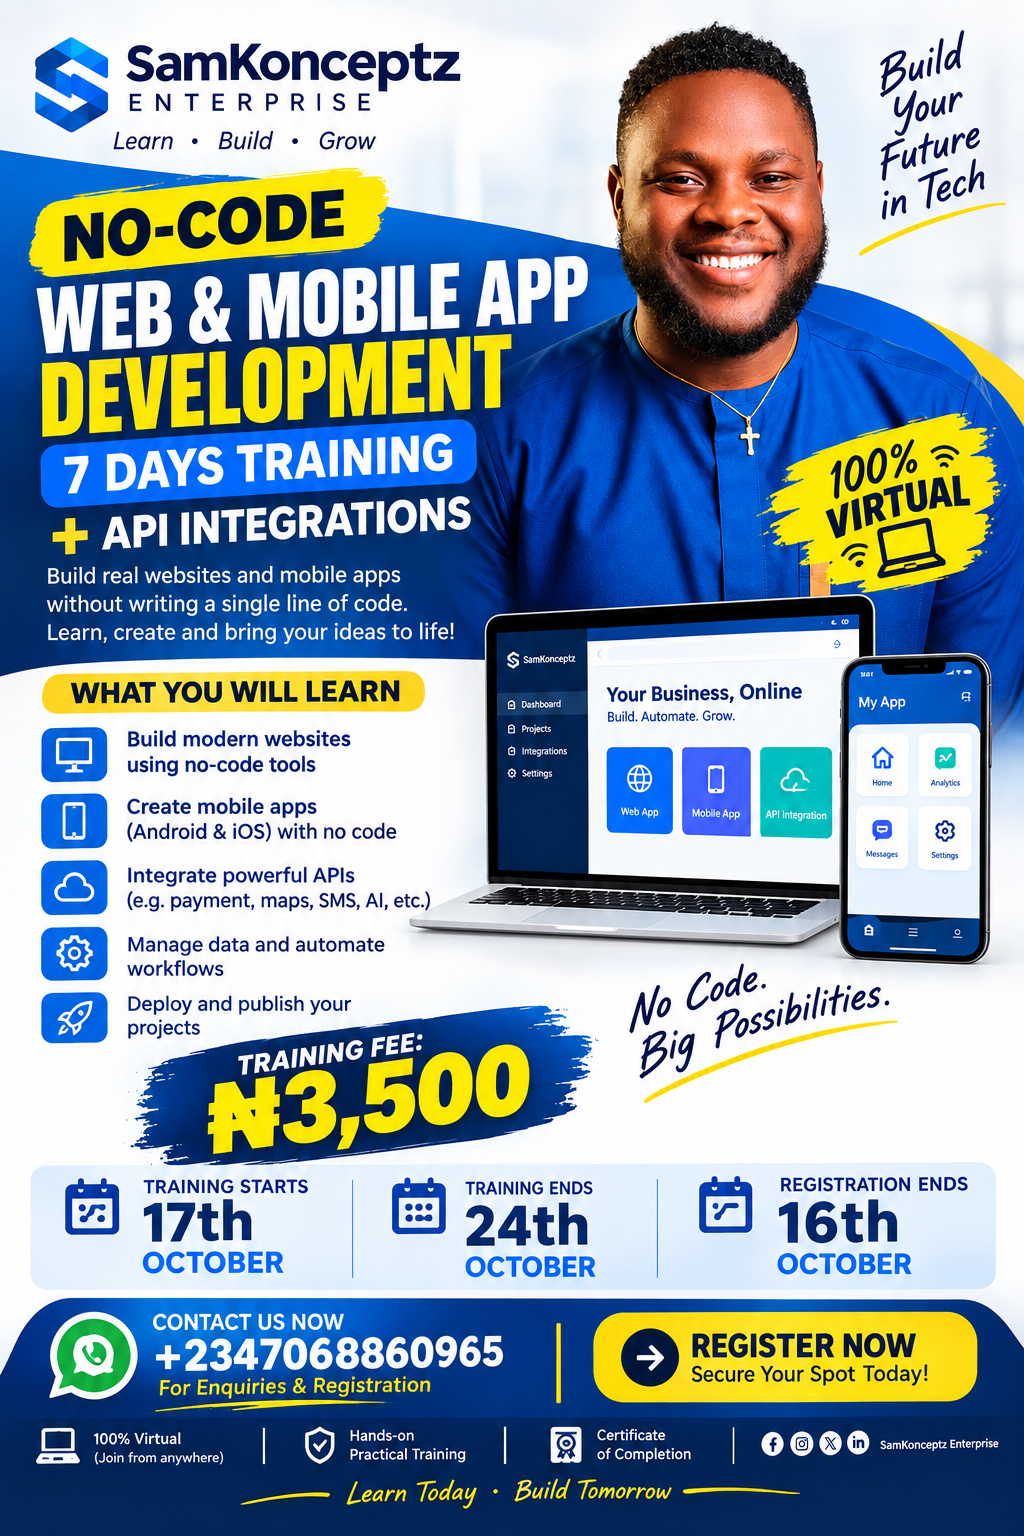 SamKonceptz
ENTERPRISE
Learn • Build • Grow
Build
Your
Future
in Tech
NO-CODE
WEB & MOBILE APP
DEVELOPMENT
7 DAYS TRAINING
+ API INTEGRATIONS
Build real websites and mobile apps
without writing a single line of code.
Learn, create and bring your ideas to life!
100%
VIRTUAL
WHAT YOU WILL LEARN
Build modern websites
using no-code tools
Create mobile apps
(Android & iOS) with no code
Integrate powerful APIs
(e.g. payment, maps, SMS, AI, etc.)
Manage data and automate
workflows
Deploy and publish your
projects
SamKonceptz
Dashboard
Projects
Integrations
Settings
Your Business, Online
Build. Automate. Grow.
Web App
Mobile App
API Integration
My App
Home
Analytics
Messages
Settings
No Code.
Big Possibilities.
TRAINING FEE:
₦3,500
TRAINING STARTS
17th
OCTOBER
TRAINING ENDS
24th
OCTOBER
REGISTRATION ENDS
16th
OCTOBER
CONTACT US NOW
+2347068860965
For Enquiries & Registration
REGISTER NOW
Secure Your Spot Today!
100% Virtual
(Join from anywhere)
Hands-on
Practical Training
Certificate
of Completion
SamKonceptz Enterprise
Learn Today • Build Tomorrow